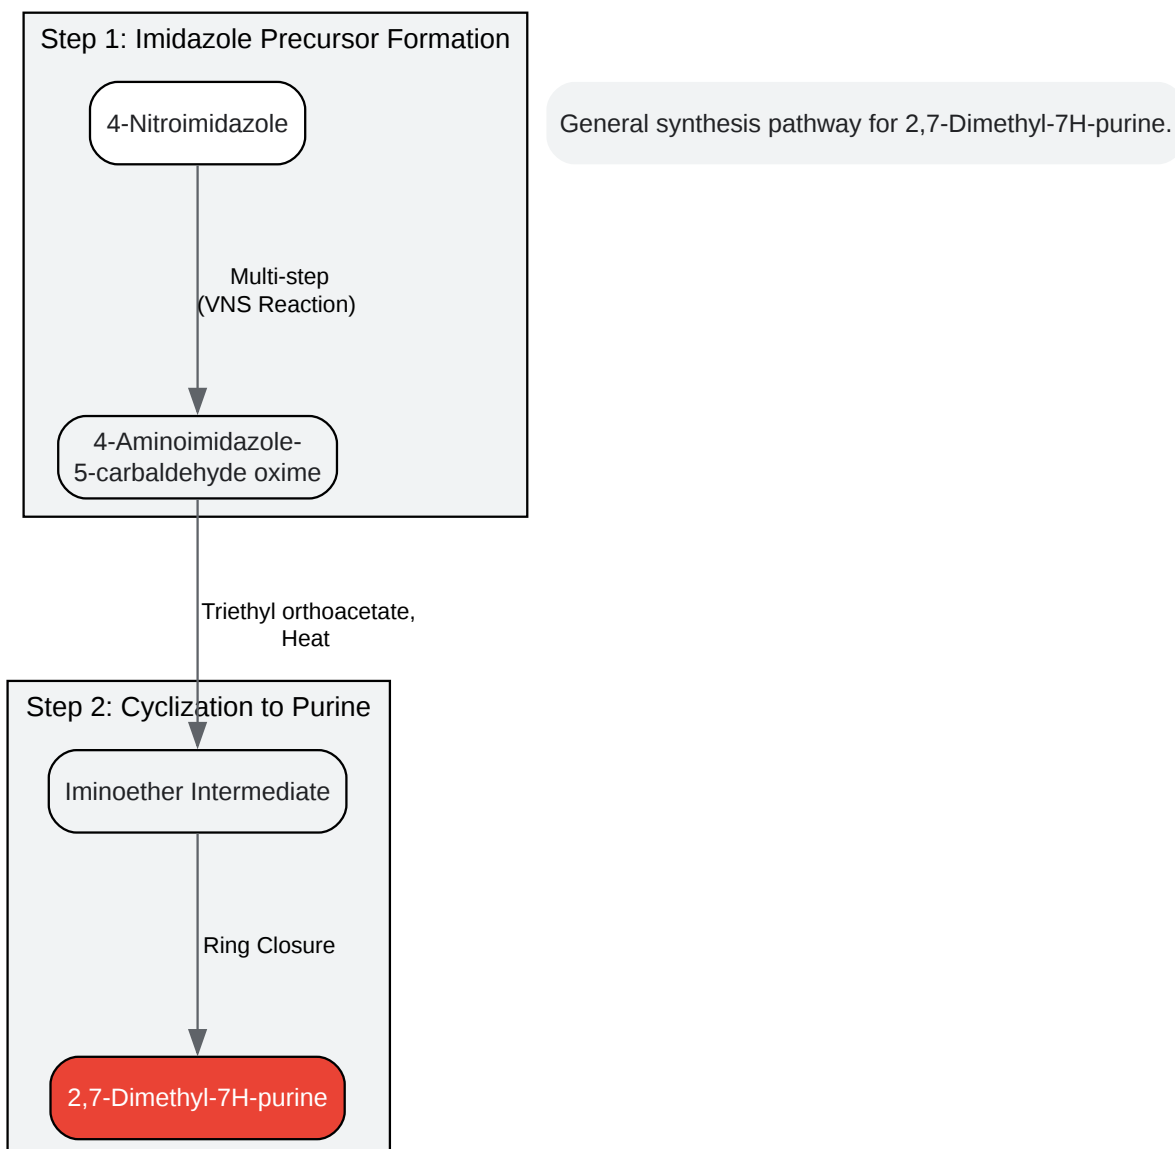 Step 1: Imidazole Precursor Formation
4-Nitroimidazole
General synthesis pathway for 2,7-Dimethyl-7H-purine.
Multi-step
(VNS Reaction)
4-Aminoimidazole-
5-carbaldehyde oxime
Triethyl orthoacetate,
Heat
Step 2: Cyclization to Purine
Iminoether Intermediate
Ring Closure
2,7-Dimethyl-7H-purine